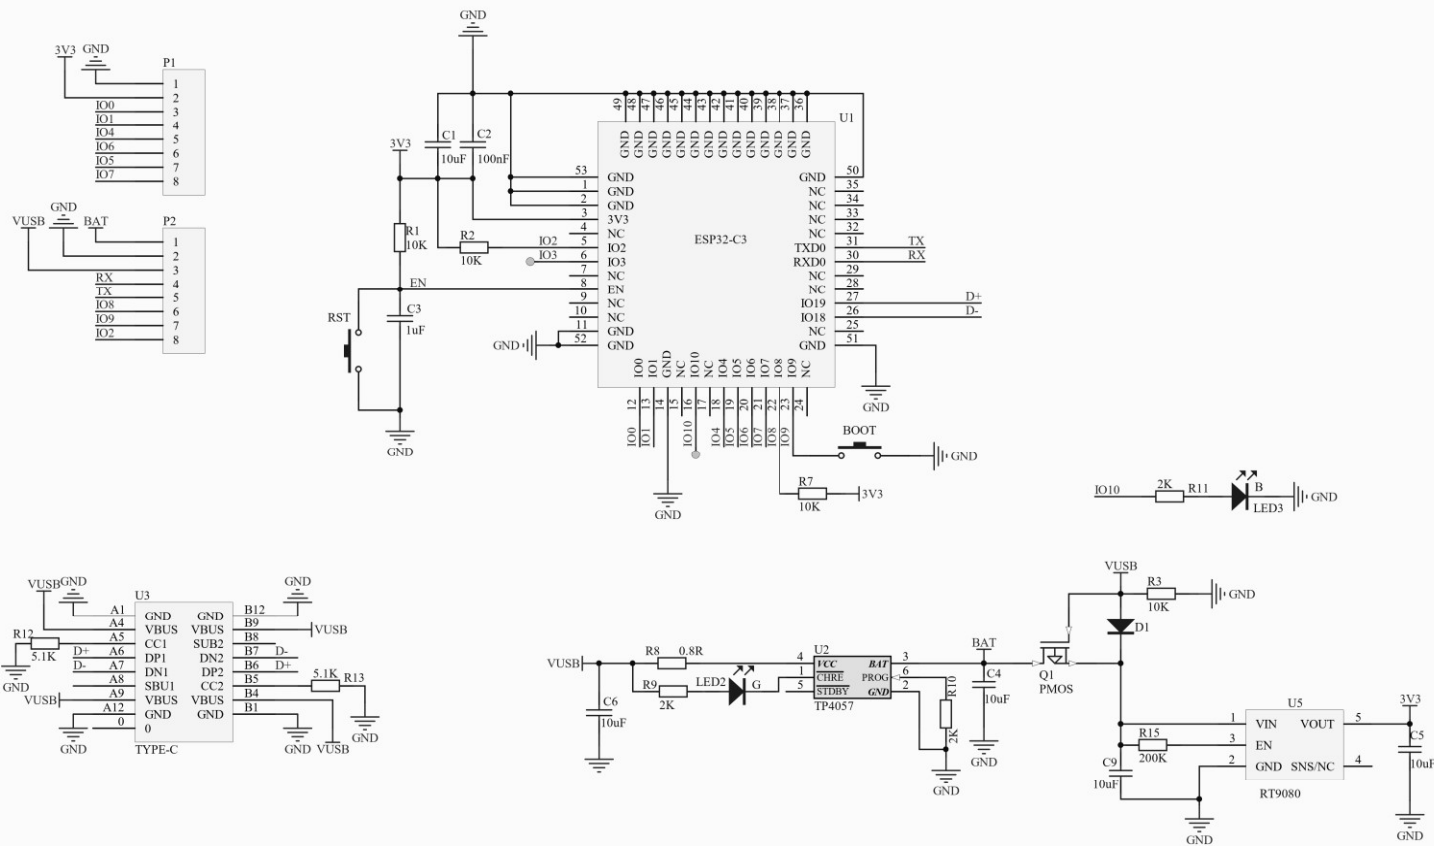 3V3
GND
P1
1
2
IO0
3
IO1
4
IO4
5
IO6
6
IO5
7
IO7
8
VUSB
GND
BAT
P2
1
2
3
RX
4
TX
5
IO8
6
IO9
7
IO2
8
GND
C1
10uF
C2
100nF
3V3
R1
10K
R2
10K
IO2
IO3
EN
C3
1uF
RST
GND
GND
49 48 47 46 45 44 43 42 41 40 39 38 37 36
GND GND GND GND GND GND GND GND GND GND GND GND GND GND
U1
ESP32-C3
53 GND
1 GND
2 GND
3 3V3
4 NC
5 IO2
6 IO3
7 NC
8 EN
9 NC
10 NC
11 GND
52 GND
GND 50
NC 35
NC 34
NC 33
NC 32
TXD0 31 TX
RXD0 30 RX
NC 29
NC 28
IO19 27 D+
IO18 26 D-
NC 25
GND 51
GND
IO0 IO1 GND NC IO10 NC IO4 IO5 IO6 IO7 IO8 IO9 NC
12 13 14 15 16 17 18 19 20 21 22 23 24
IO0 IO1 IO10 IO4 IO5 IO6 IO7 IO8 IO9
GND
BOOT
GND
R7
10K
3V3
IO10
2K
R11
B
LED3
GND
VUSB
GND
U3
GND
A1 GND GND B12
A4 VBUS VBUS B9 VUSB
R12
5.1K
A5 CC1 SUB2 B8
D+ A6 DP1 DN2 B7 D-
D- A7 DN1 DP2 B6 D+
A8 SBU1 CC2 B5
5.1K
R13
VUSB A9 VBUS VBUS B4
A12 GND GND B1
0 0
GND
GND
GND
VUSB
GND
TYPE-C
VUSB
R8
0.8R
R9
2K
LED2
G
C6
10uF
U2
4 VCC BAT 3
1 CHRE PROG 6
5 STDBY GND 2
TP4057
R10
2K
GND
BAT
C4
10uF
GND
Q1
PMOS
VUSB
R3
10K
GND
D1
R15
200K
C9
10uF
GND
U5
1 VIN VOUT 5
3 EN
2 GND SNS/NC 4
RT9080
3V3
C5
10uF
GND